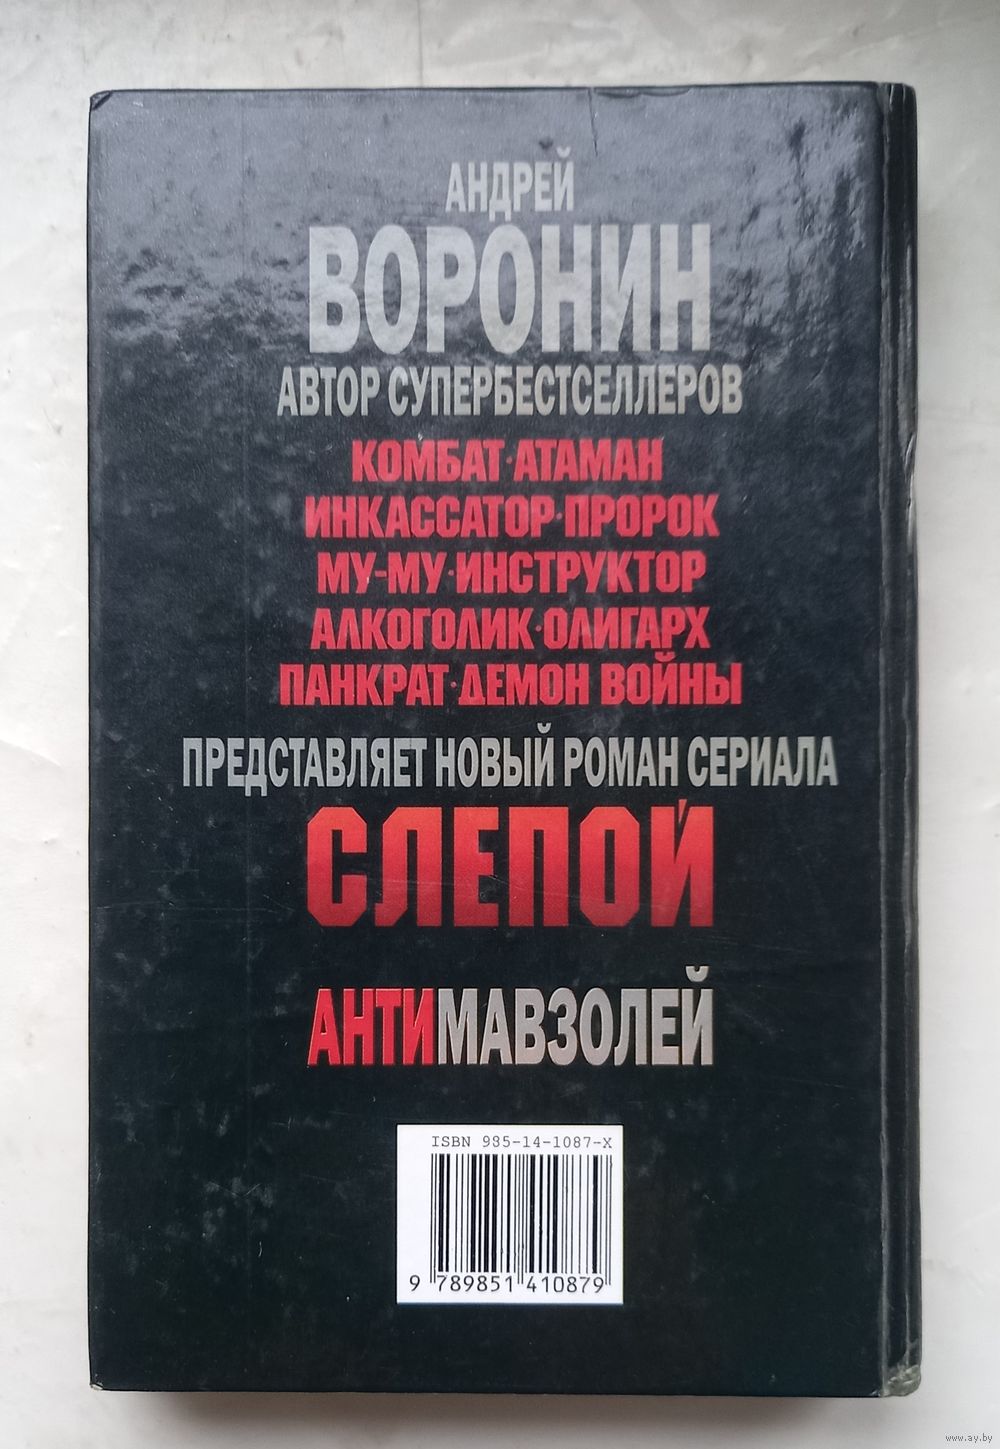 АНДРЕЙ
ВОРОНИН
АВТОР СУПЕРБЕСТСЕЛЛЕРОВ
КОМБАТ·АТАМАН
ИНКАССАТОР·ПРОРОК
МУ-МУ·ИНСТРУКТОР
АЛКОГОЛИК·ОЛИГАРХ
ПАНКРАТ·ДЕМОН ВОЙНЫ
ПРЕДСТАВЛЯЕТ НОВЫЙ РОМАН СЕРИАЛА
СЛЕПОЙ
АНТИМАВЗОЛЕЙ
ISBN 985-14-1087-X
9 789851 410879
www.ay.by